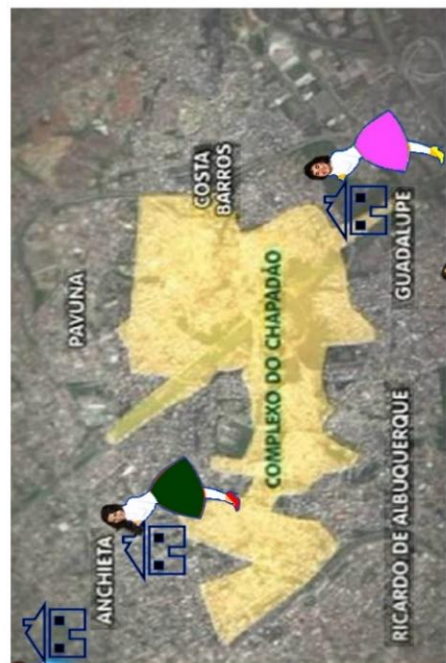 PAVUNA
COSTA
BARROS
COMPLEXO DO CHAPADÃO
GUADALUPE
ANCHIETA
RICARDO DE ALBUQUERQUE